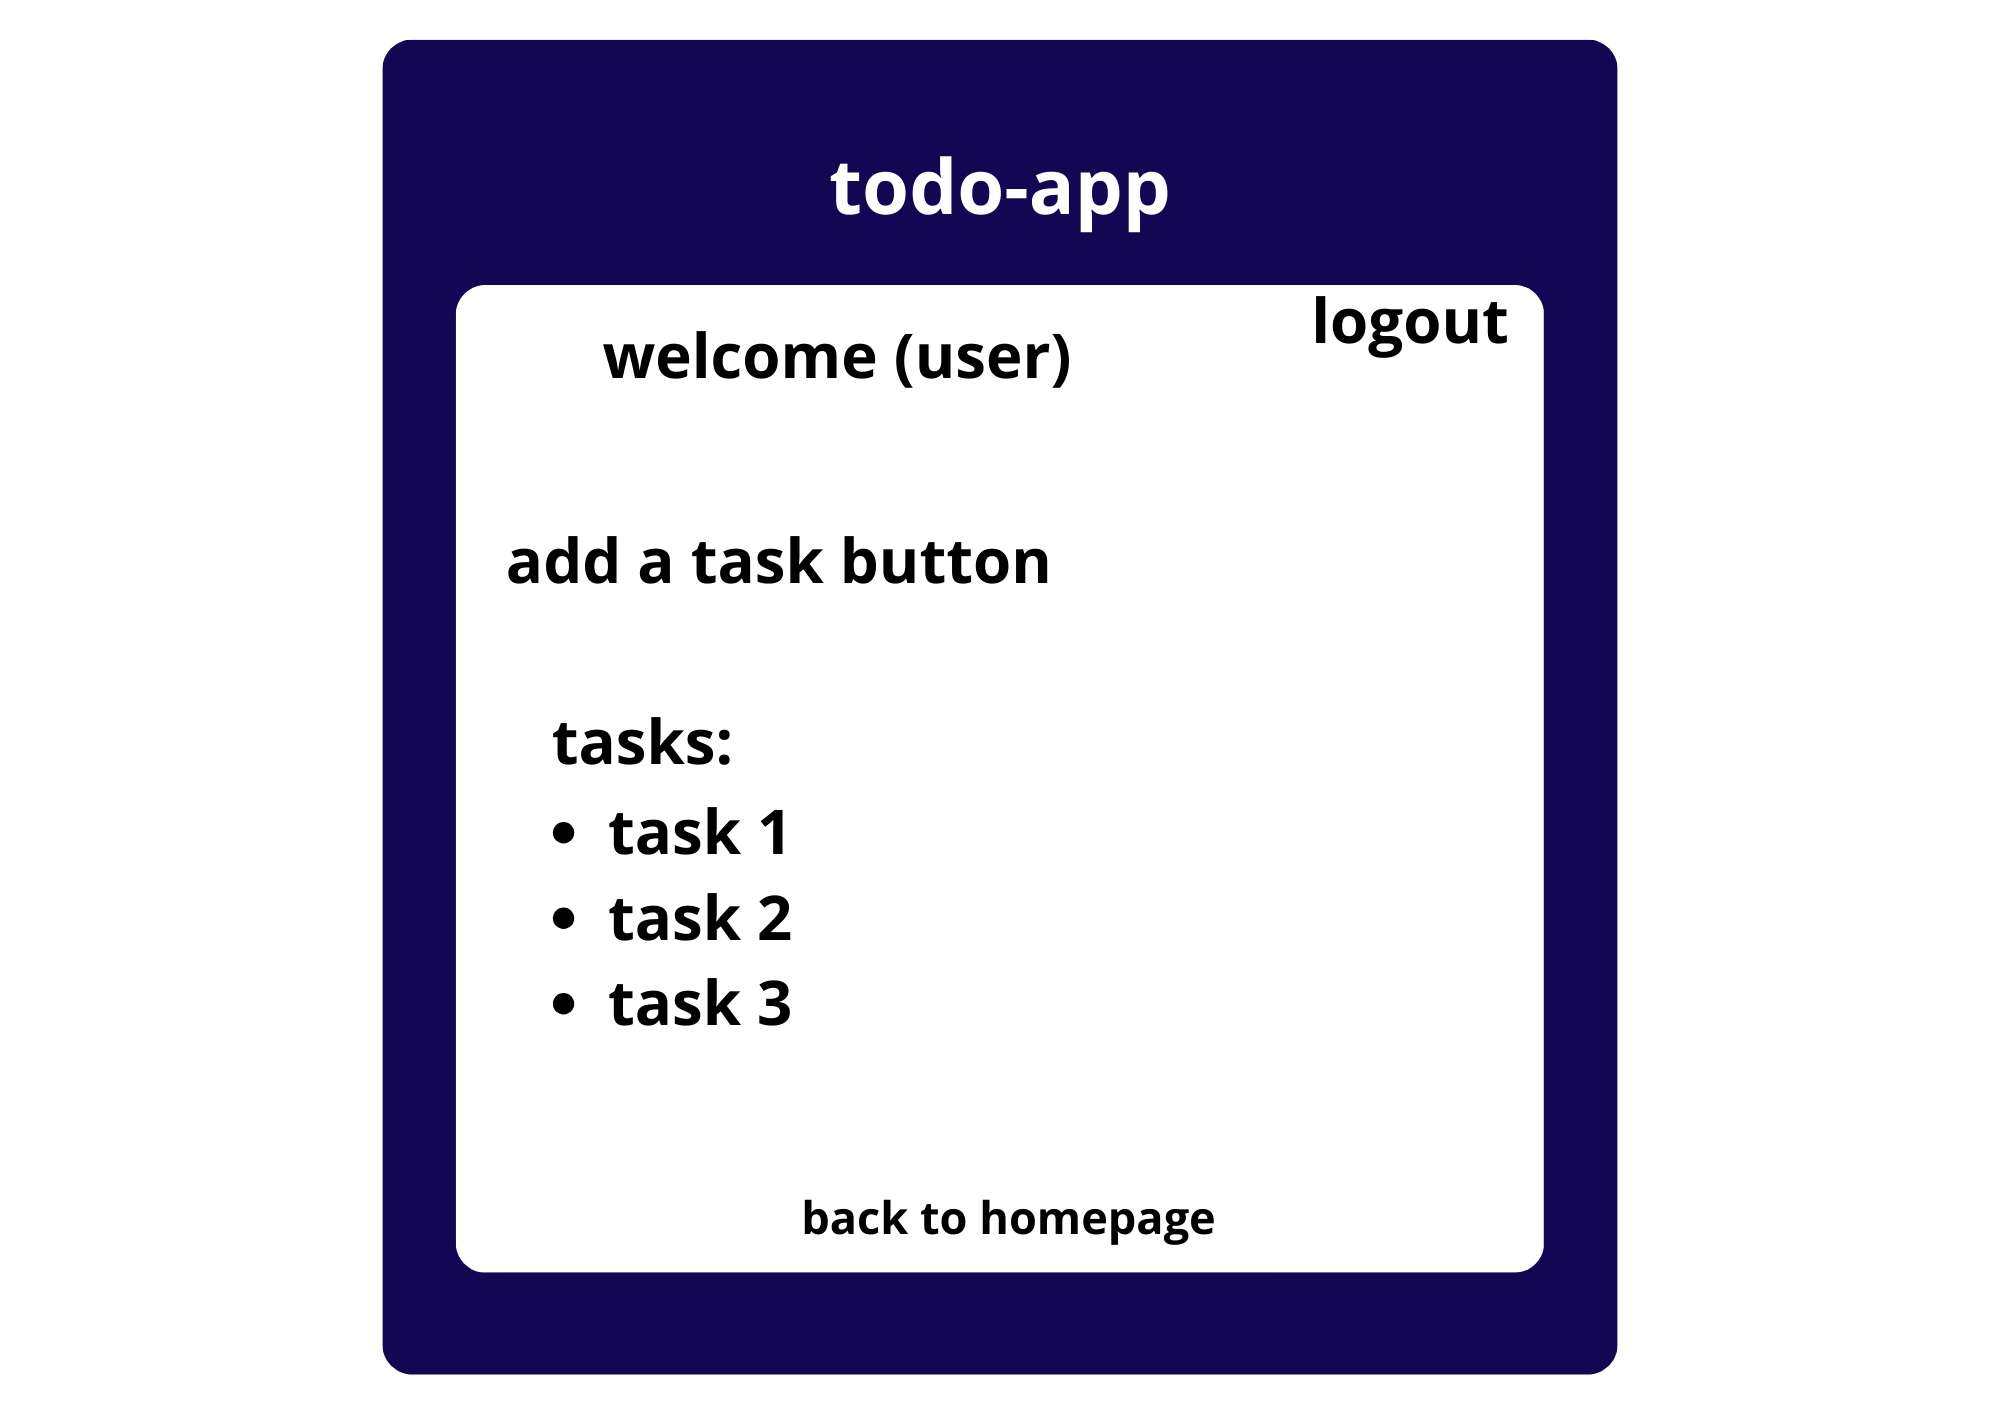 todo-app
logout
welcome (user)
add a task button
tasks:
• task 1
• task 2
• task 3
back to homepage